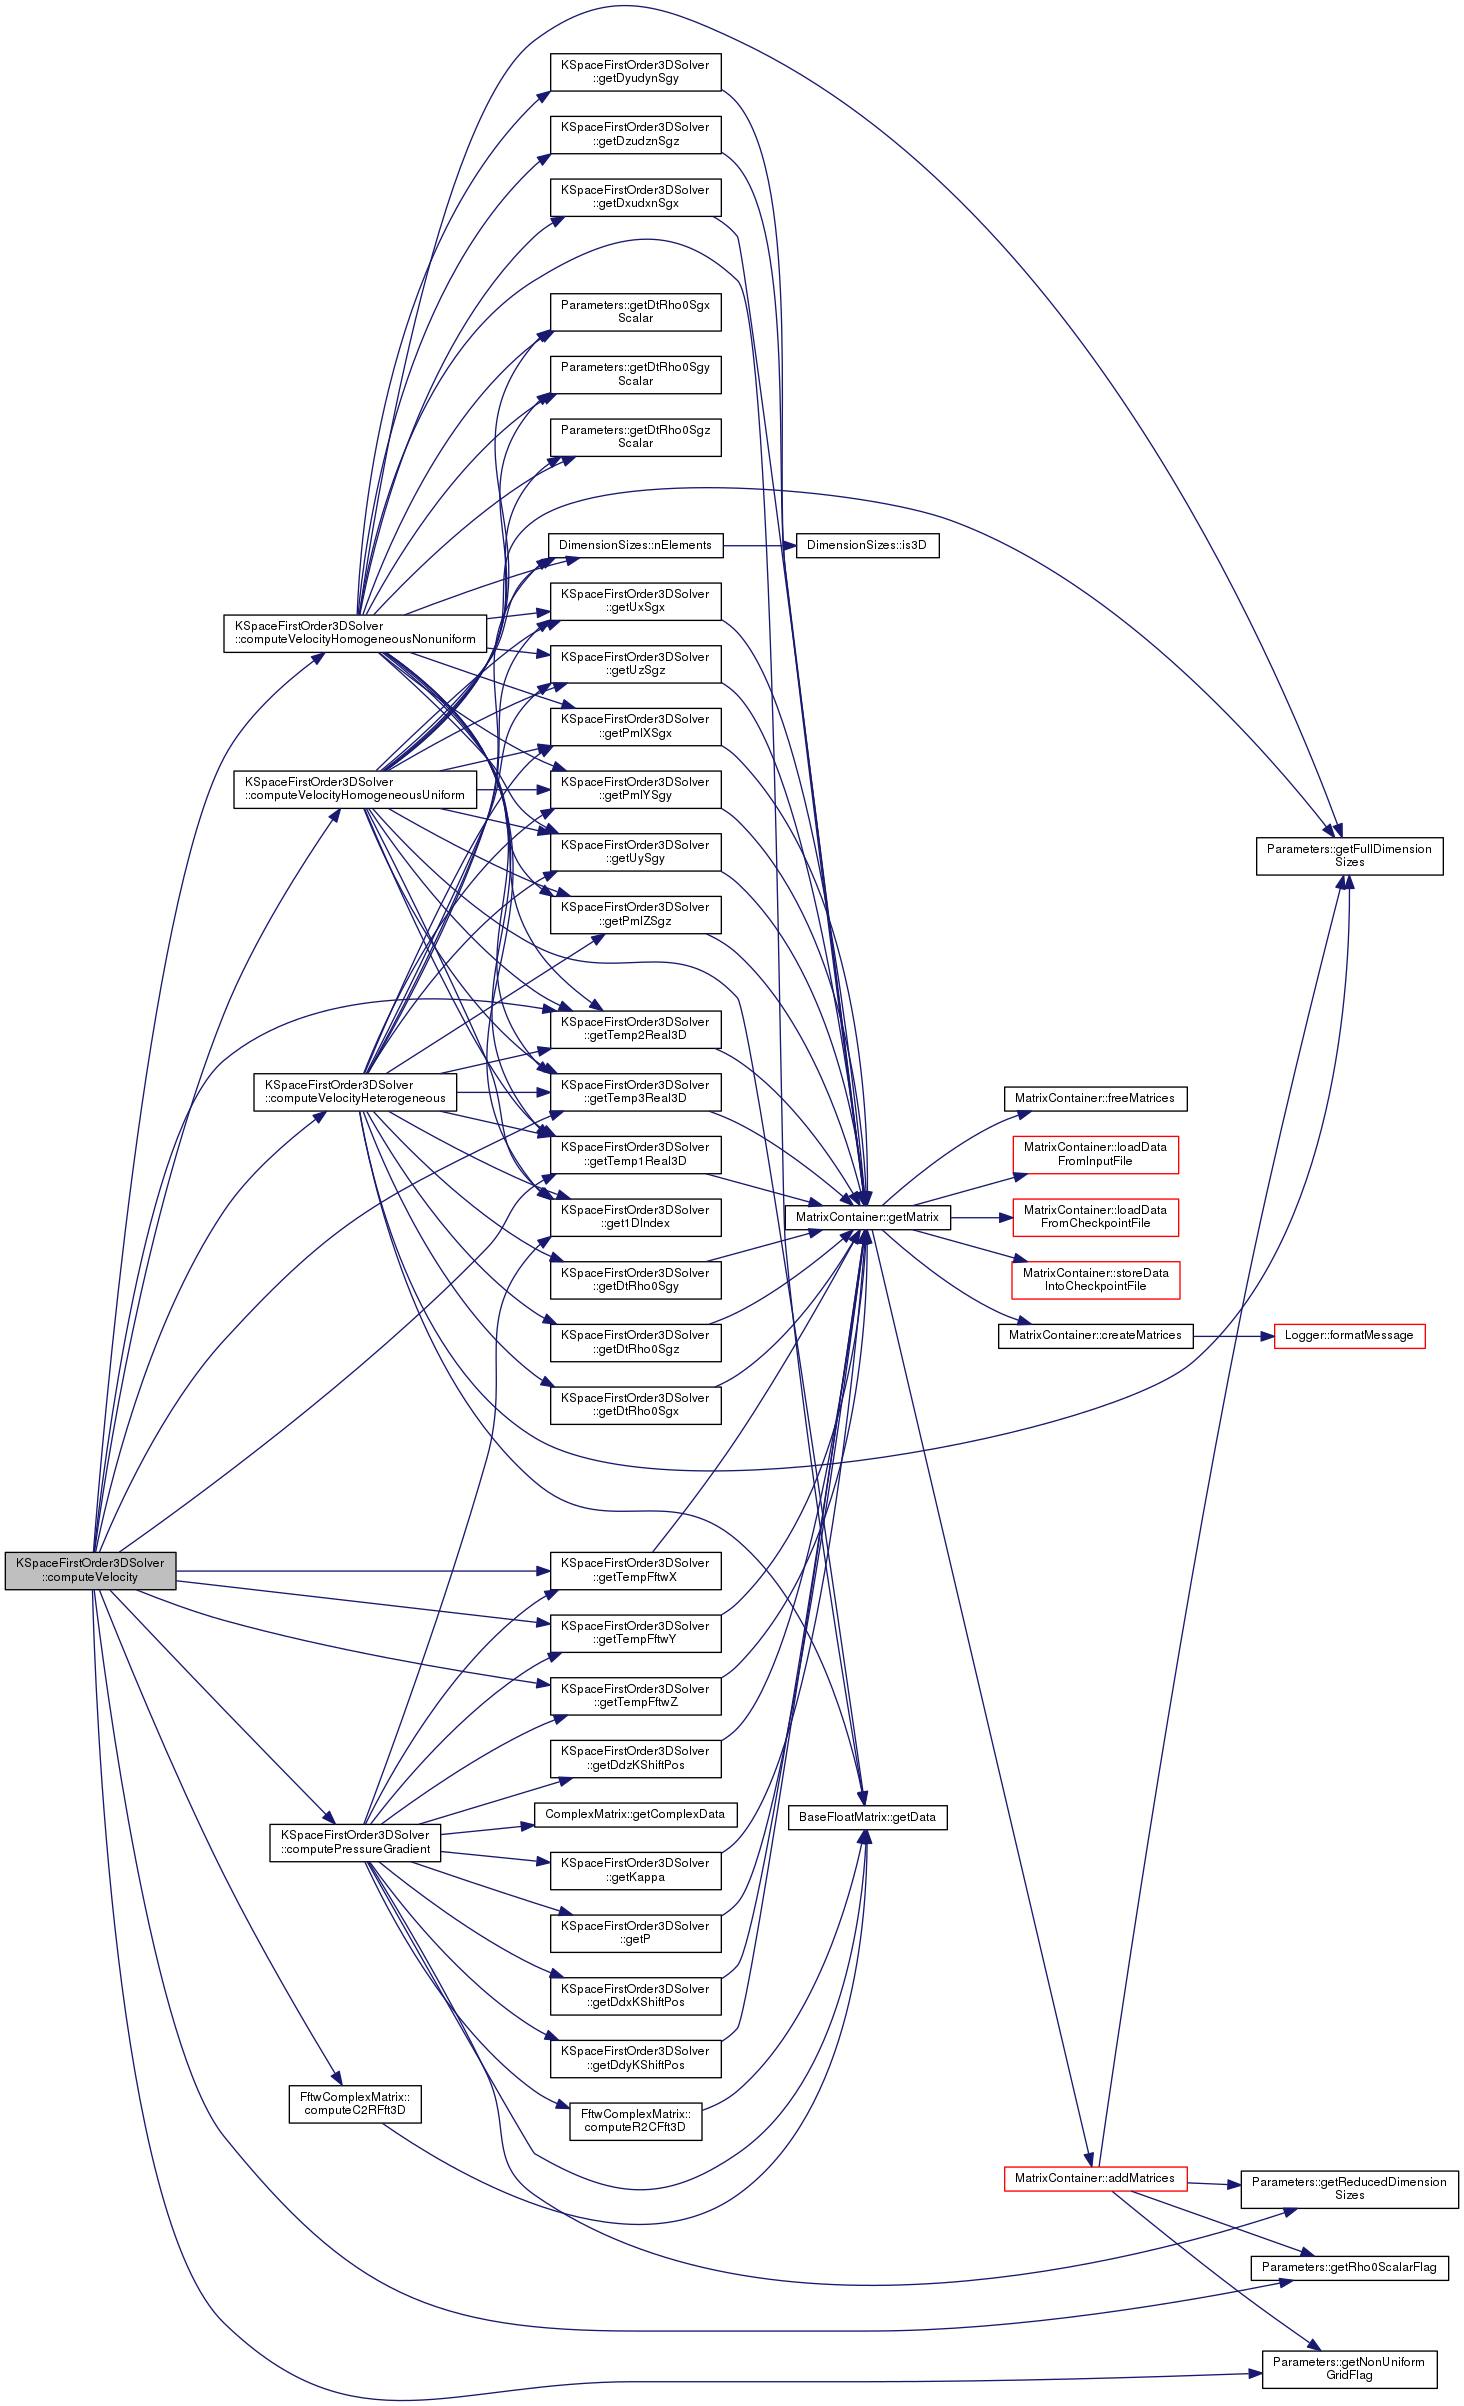 KSpaceFirstOrder3DSolver
::getDyudynSgy
KSpaceFirstOrder3DSolver
::getDzudznSgz
KSpaceFirstOrder3DSolver
::getDxudxnSgx
Parameters::getDtRho0Sgx
Scalar
Parameters::getDtRho0Sgy
Scalar
Parameters::getDtRho0Sgz
Scalar
DimensionSizes::nElements
DimensionSizes::is3D
KSpaceFirstOrder3DSolver
::getUxSgx
KSpaceFirstOrder3DSolver
::computeVelocityHomogeneousNonuniform
KSpaceFirstOrder3DSolver
::getUzSgz
KSpaceFirstOrder3DSolver
::getPmlXSgx
KSpaceFirstOrder3DSolver
::computeVelocityHomogeneousUniform
KSpaceFirstOrder3DSolver
::getPmlYSgy
KSpaceFirstOrder3DSolver
::getUySgy
Parameters::getFullDimension
Sizes
KSpaceFirstOrder3DSolver
::getPmlZSgz
KSpaceFirstOrder3DSolver
::getTemp2Real3D
KSpaceFirstOrder3DSolver
::computeVelocityHeterogeneous
KSpaceFirstOrder3DSolver
::getTemp3Real3D
MatrixContainer::freeMatrices
KSpaceFirstOrder3DSolver
::getTemp1Real3D
MatrixContainer::loadData
FromInputFile
KSpaceFirstOrder3DSolver
::get1DIndex
MatrixContainer::getMatrix
MatrixContainer::loadData
FromCheckpointFile
KSpaceFirstOrder3DSolver
::getDtRho0Sgy
MatrixContainer::storeData
IntoCheckpointFile
KSpaceFirstOrder3DSolver
::getDtRho0Sgz
MatrixContainer::createMatrices
Logger::formatMessage
KSpaceFirstOrder3DSolver
::getDtRho0Sgx
KSpaceFirstOrder3DSolver
::computeVelocity
KSpaceFirstOrder3DSolver
::getTempFftwX
KSpaceFirstOrder3DSolver
::getTempFftwY
KSpaceFirstOrder3DSolver
::getTempFftwZ
KSpaceFirstOrder3DSolver
::getDdzKShiftPos
ComplexMatrix::getComplexData
BaseFloatMatrix::getData
KSpaceFirstOrder3DSolver
::computePressureGradient
KSpaceFirstOrder3DSolver
::getKappa
KSpaceFirstOrder3DSolver
::getP
KSpaceFirstOrder3DSolver
::getDdxKShiftPos
KSpaceFirstOrder3DSolver
::getDdyKShiftPos
FftwComplexMatrix::
computeC2RFft3D
FftwComplexMatrix::
computeR2CFft3D
MatrixContainer::addMatrices
Parameters::getReducedDimension
Sizes
Parameters::getRho0ScalarFlag
Parameters::getNonUniform
GridFlag